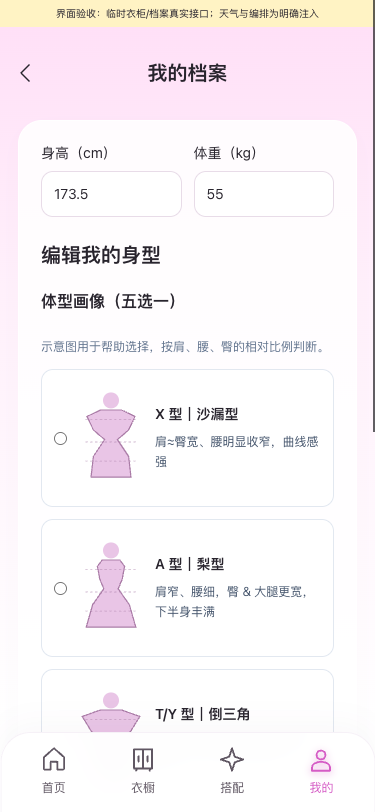 界面验收：临时衣柜/档案真实接口；天气与编排为明确注入
我的档案
身高（cm） 体重（kg）
173.5 55
编辑我的身型
体型画像（五选一）
示意图用于帮助选择，按肩、腰、臀的相对比例判断。
X 型｜沙漏型
肩≈臀宽、腰明显收窄，曲线感
强
A 型｜梨型
肩窄、腰细，臀 & 大腿更宽，
下半身丰满
T/Y 型｜倒三角
首页 衣橱 搭配 我的